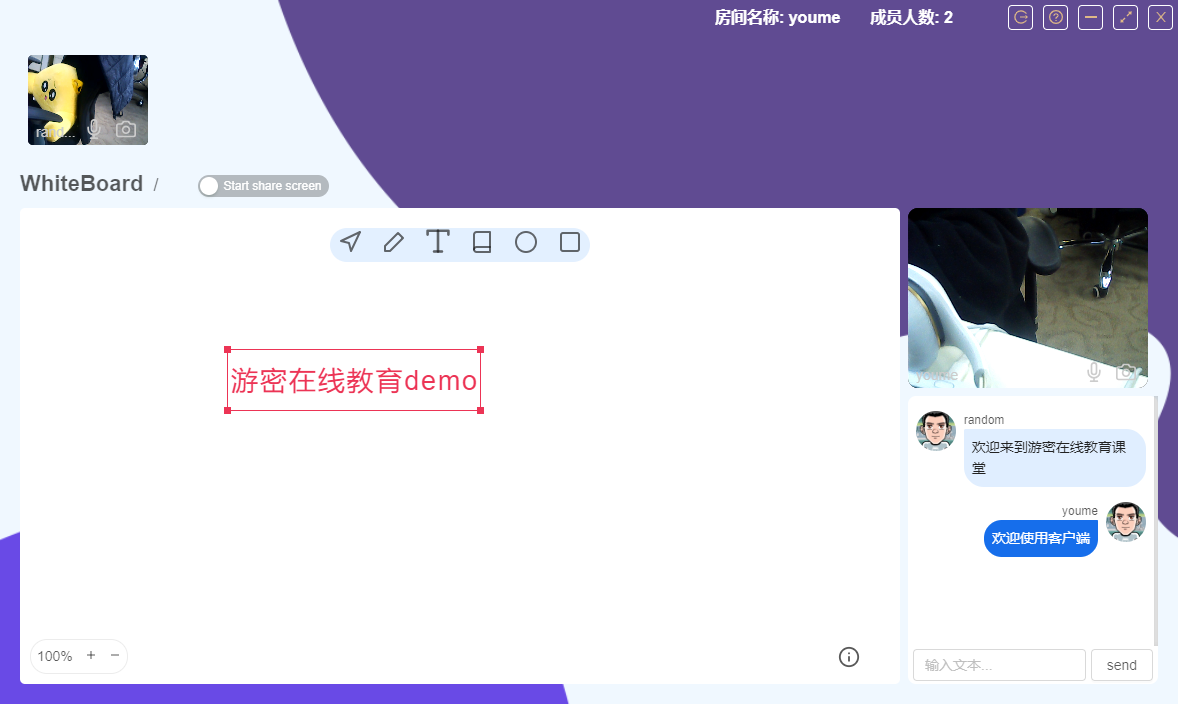 房间名称: youme 成员人数: 2
rand...
WhiteBoard /
Start share screen
游密在线教育demo
100% + −
youme
random
欢迎来到游密在线教育课
堂
youme
欢迎使用客户端
输入文本...
send